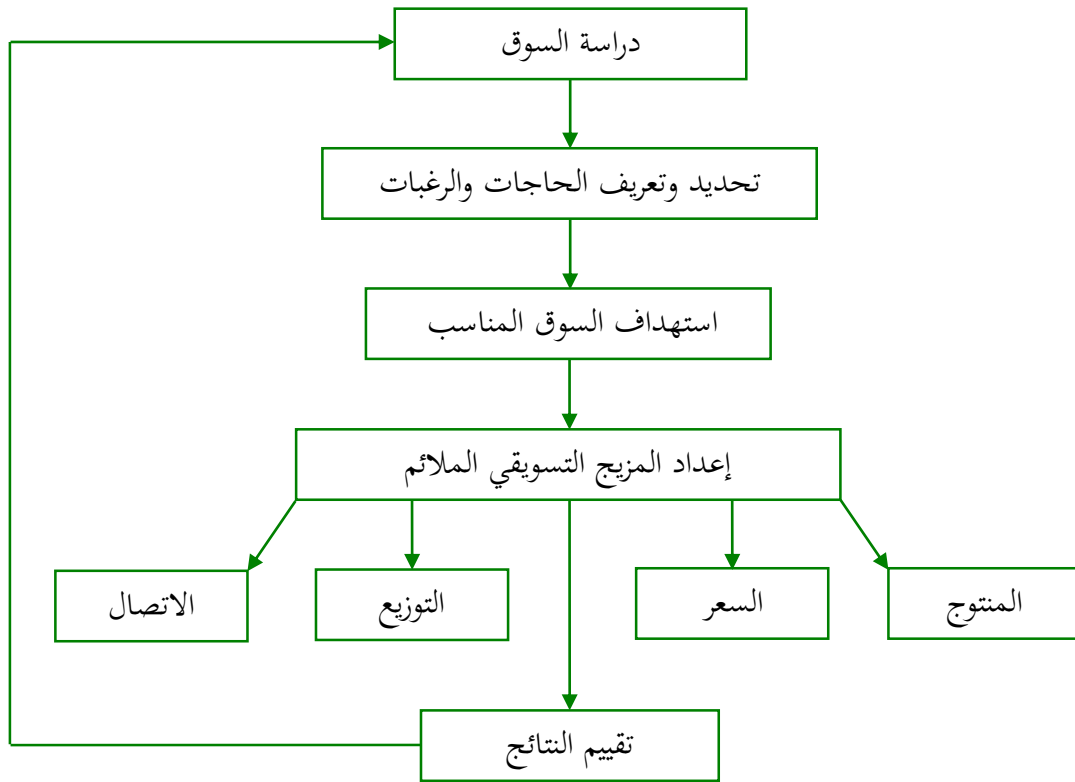 دراسة السوق
تحديد وتعريف الحاجات والرغبات
استهداف السوق المناسب
إعداد المزيج التسويقي الملائم
المنتوج
السعر
التوزيع
الاتصال
تقييم النتائج